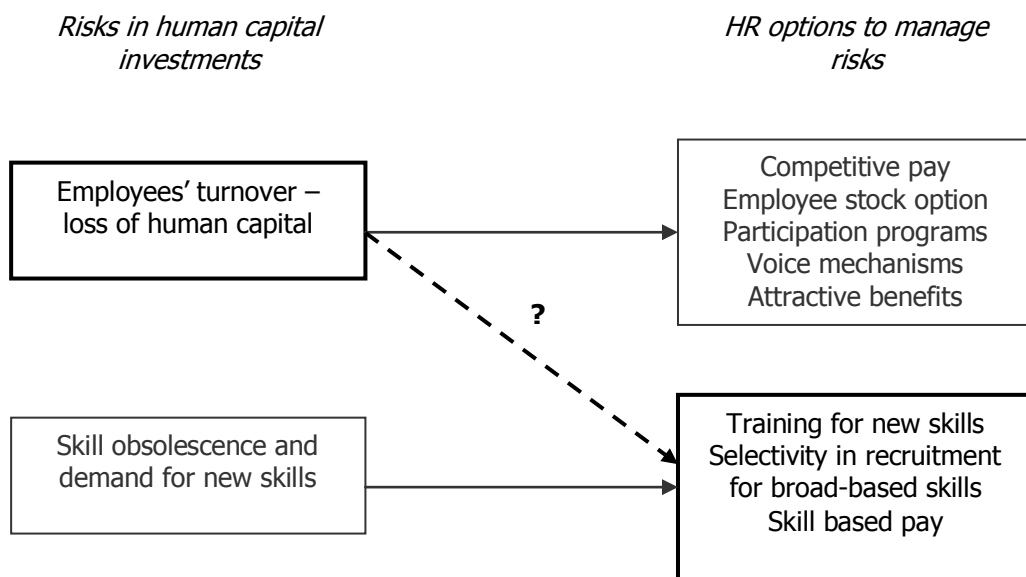 Risks in human capital
investments
HR options to manage
risks
Employees’ turnover –
loss of human capital
Competitive pay
Employee stock option
Participation programs
Voice mechanisms
Attractive benefits
?
Skill obsolescence and
demand for new skills
Training for new skills
Selectivity in recruitment
for broad-based skills
Skill based pay